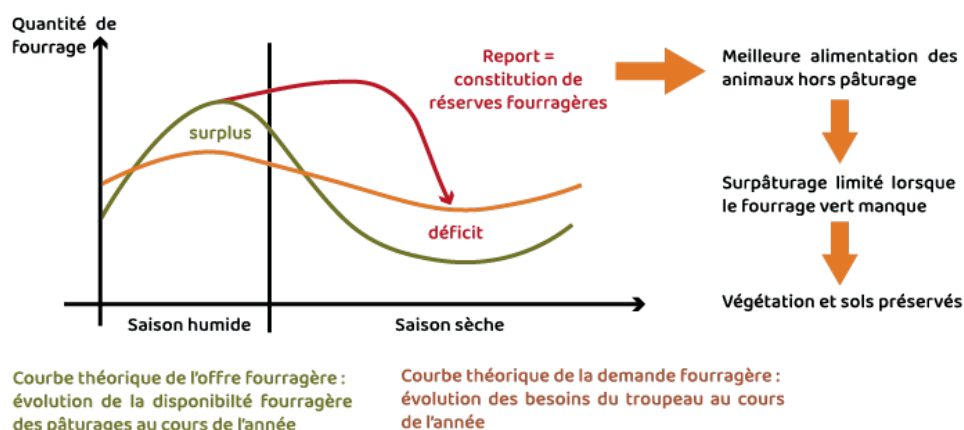 Quantité de
fourrage
surplus
Report =
constitution de
réserves fourragères
déficit
Saison humide
Saison sèche
Meilleure alimentation des
animaux hors pâturage
Surpâturage limité lorsque
le fourrage vert manque
Végétation et sols préservés
Courbe théorique de l'offre fourragère :
évolution de la disponibilté fourragère
des pâturages au cours de l'année
Courbe théorique de la demande fourragère :
évolution des besoins du troupeau au cours
de l'année